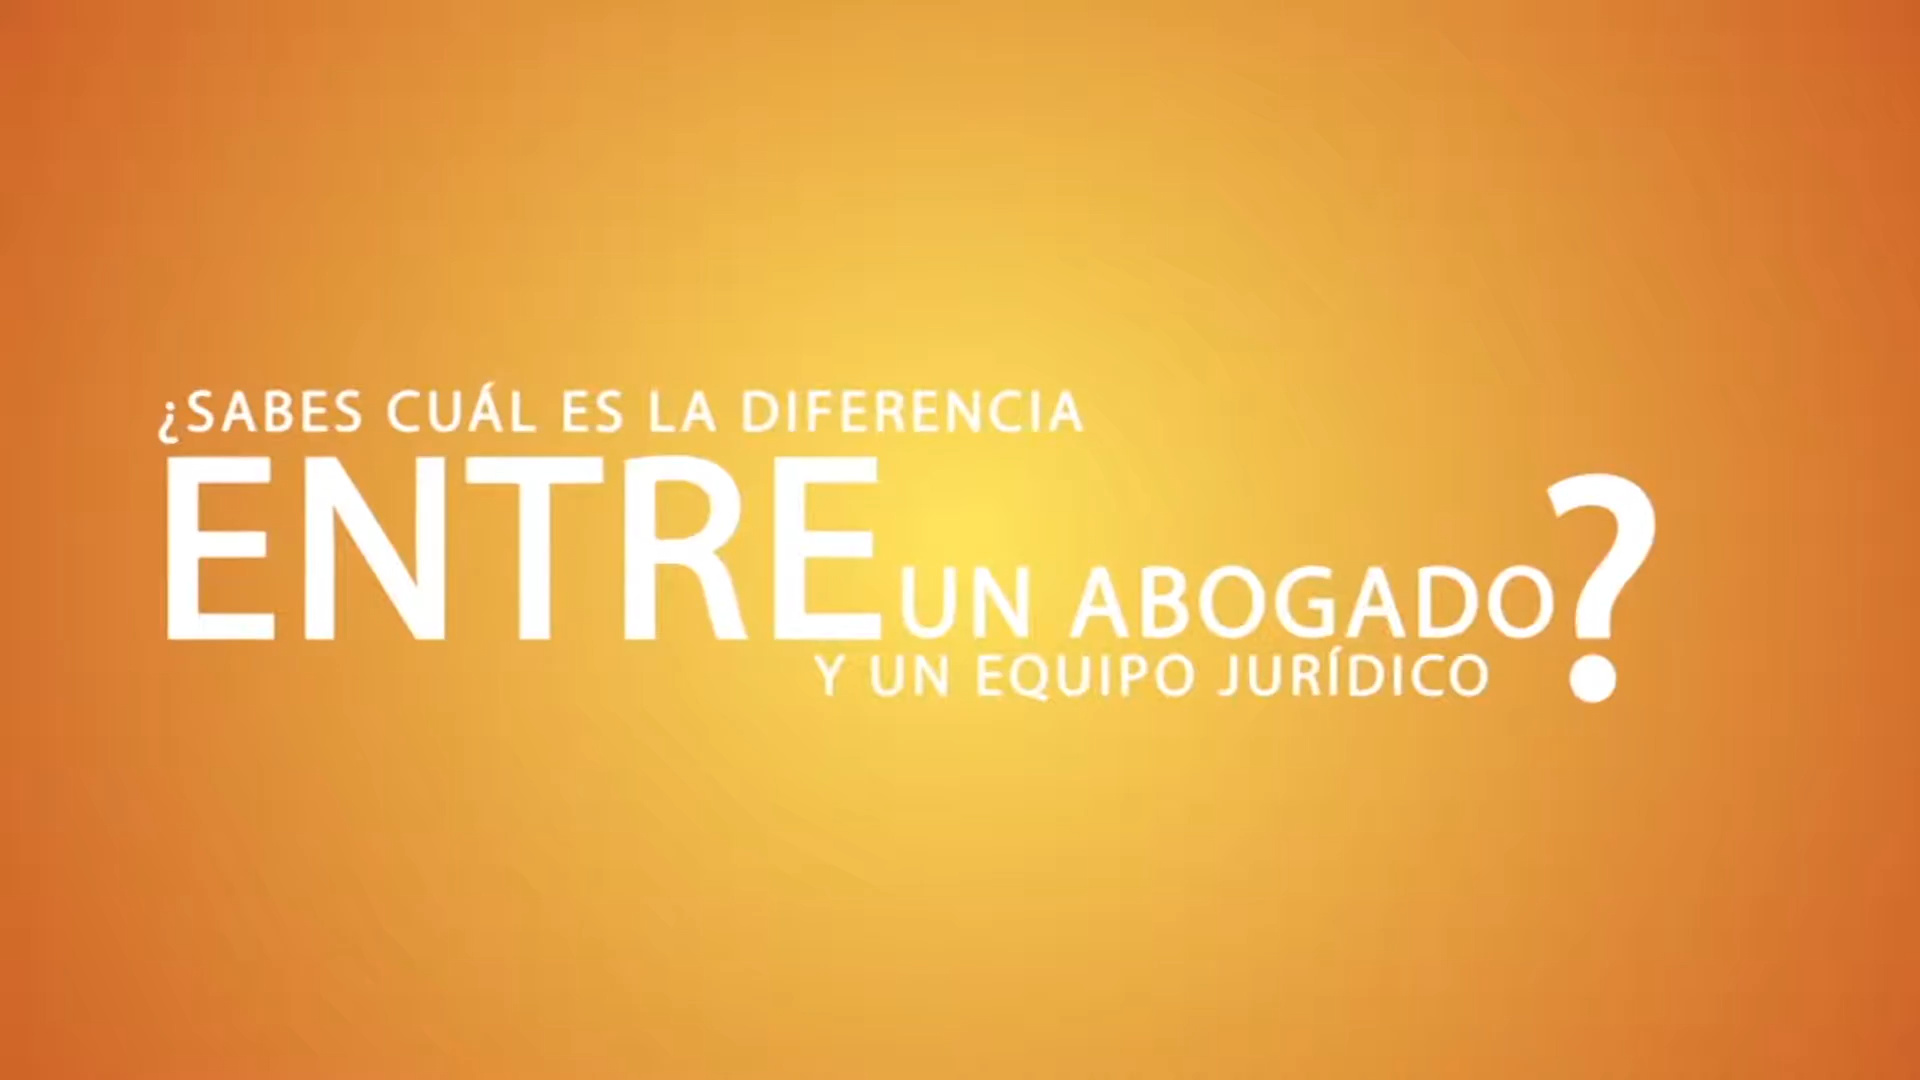 ¿SABES CUÁL ES LA DIFERENCIA
ENTRE UN ABOGADO?
Y UN EQUIPO JURÍDICO